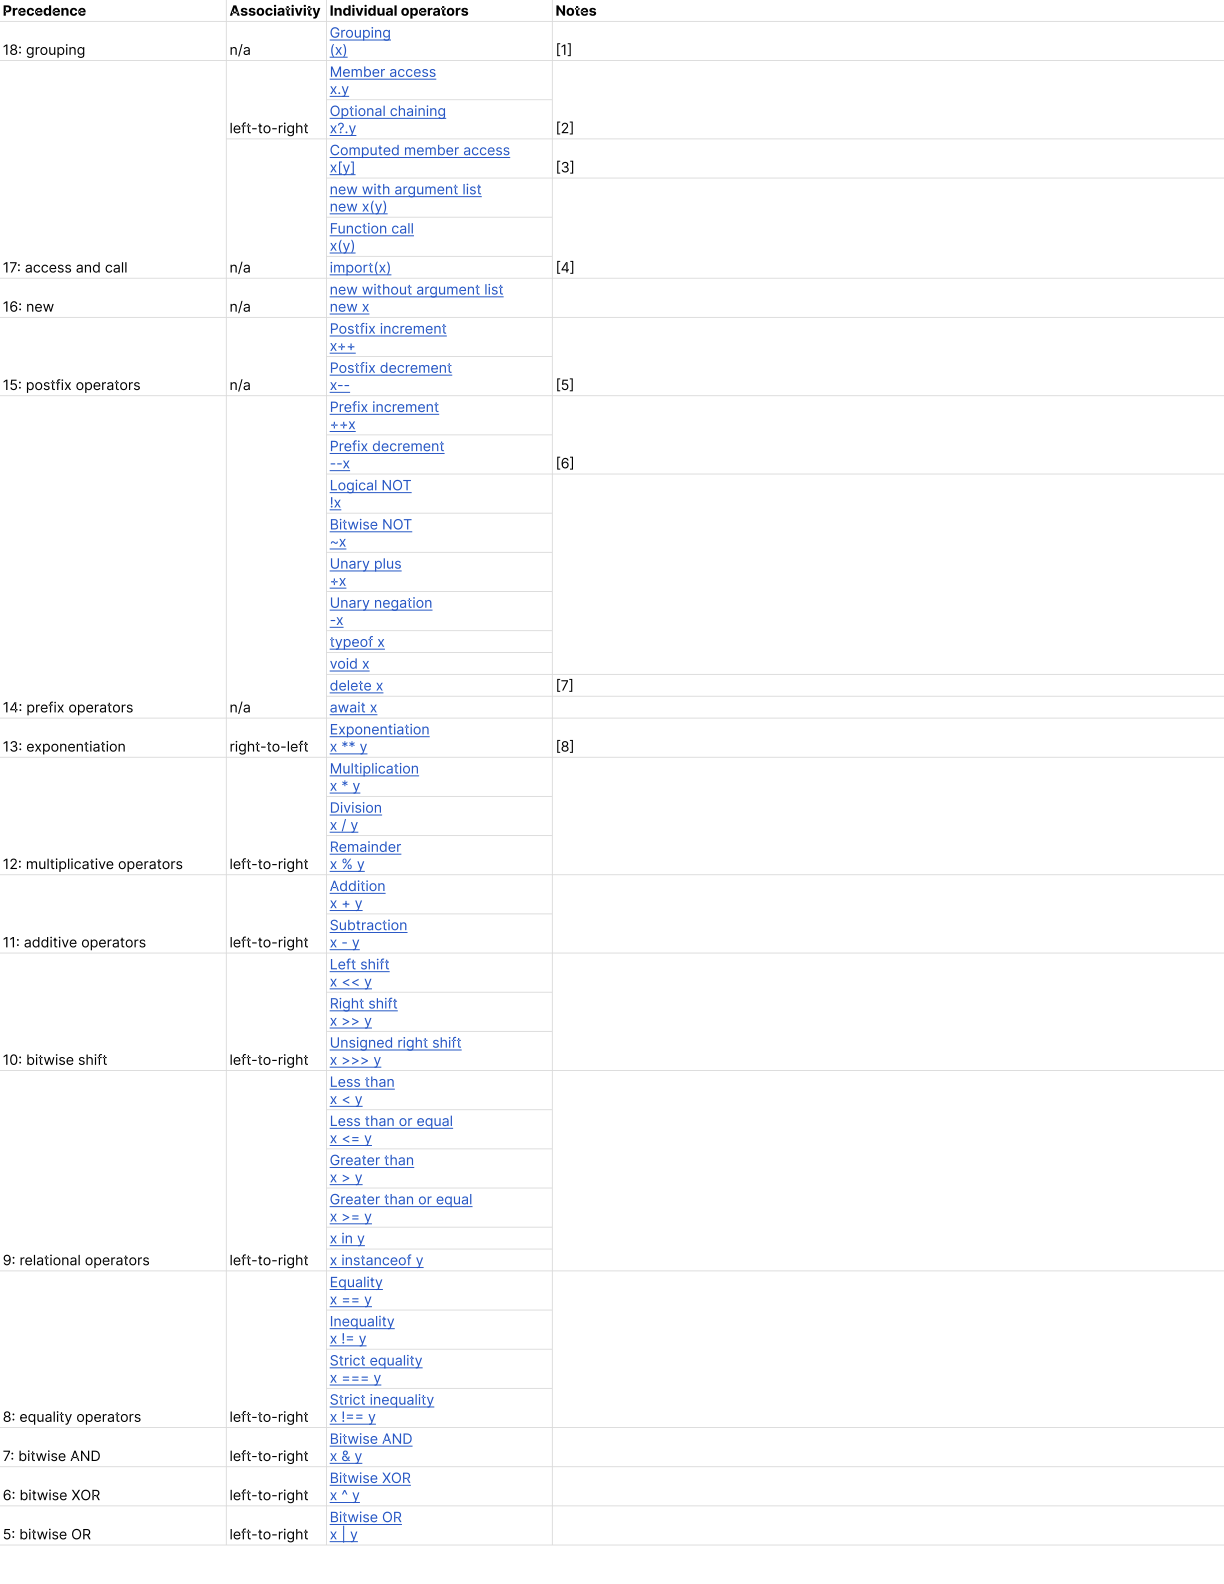 Precedence Associativity Individual operators Notes
Grouping
18: grouping n/a (x) [1]
Member access
x.y
Optional chaining
left-to-right x?.y [2]
Computed member access
x[y] [3]
new with argument list
new x(y)
Function call
x(y)
17: access and call n/a import(x) [4]
new without argument list
16: new n/a new x
Postfix increment
x++
Postfix decrement
15: postfix operators n/a x-- [5]
Prefix increment
++x
Prefix decrement
--x [6]
Logical NOT
!x
Bitwise NOT
~x
Unary plus
+x
Unary negation
-x
typeof x
void x
delete x [7]
14: prefix operators n/a await x
Exponentiation
13: exponentiation right-to-left x ** y [8]
Multiplication
x * y
Division
x / y
Remainder
12: multiplicative operators left-to-right x % y
Addition
x + y
Subtraction
11: additive operators left-to-right x - y
Left shift
x << y
Right shift
x >> y
Unsigned right shift
10: bitwise shift left-to-right x >>> y
Less than
x < y
Less than or equal
x <= y
Greater than
x > y
Greater than or equal
x >= y
x in y
9: relational operators left-to-right x instanceof y
Equality
x == y
Inequality
x != y
Strict equality
x === y
Strict inequality
8: equality operators left-to-right x !== y
Bitwise AND
7: bitwise AND left-to-right x & y
Bitwise XOR
6: bitwise XOR left-to-right x ^ y
Bitwise OR
5: bitwise OR left-to-right x | y